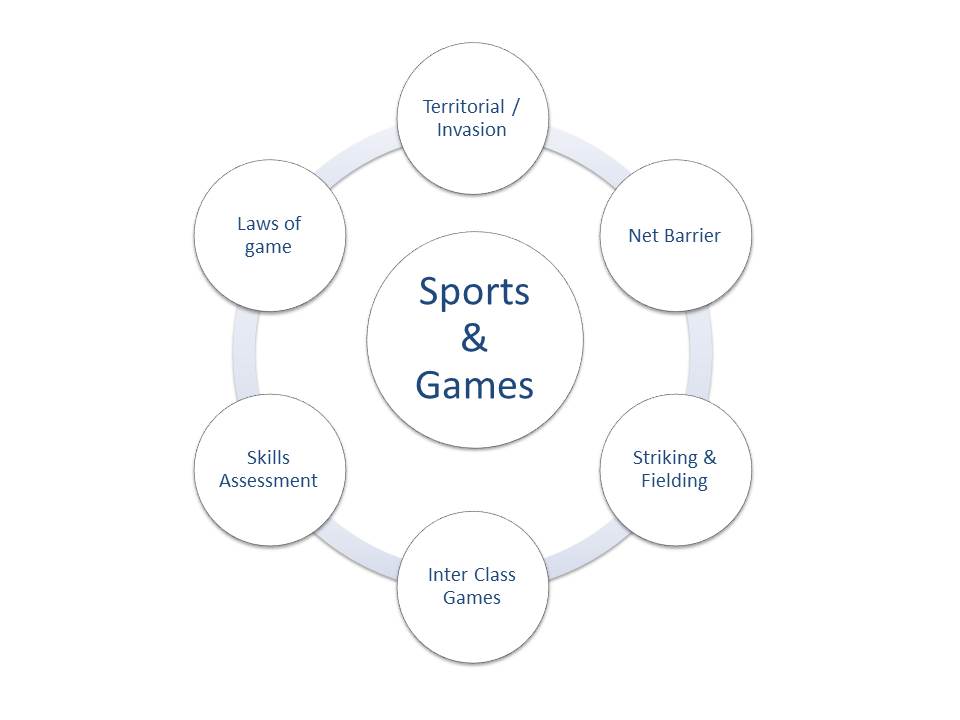 Territorial /
Invasion
Net Barrier
Striking &
Fielding
Inter Class
Games
Skills
Assessment
Laws of
game
Sports
&
Games